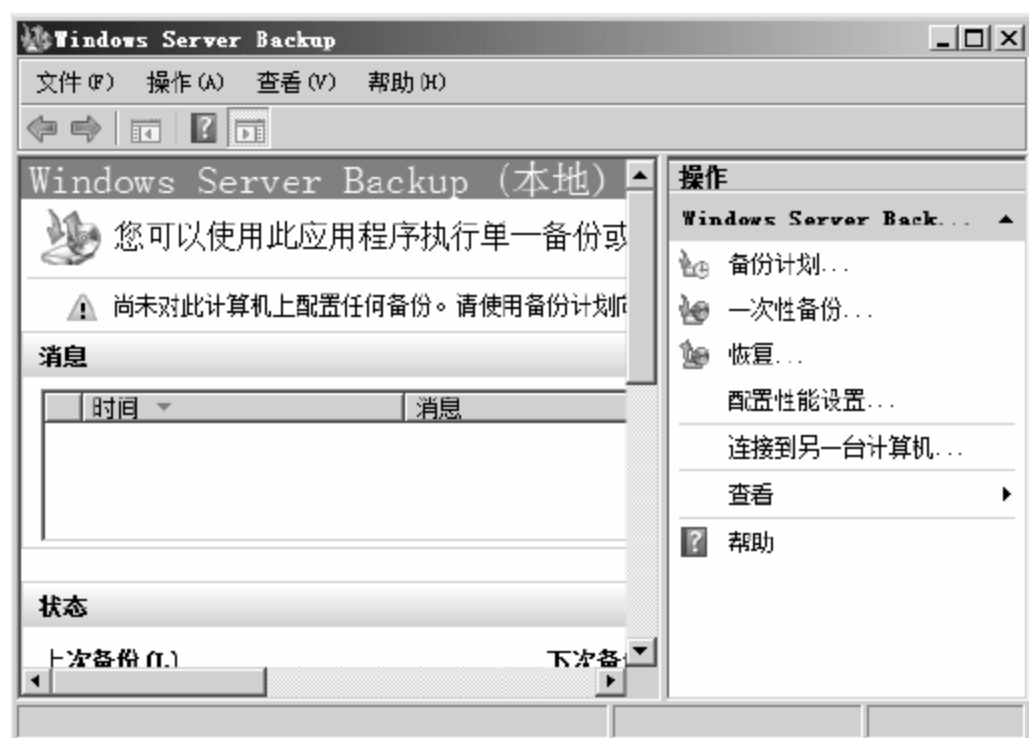 Windows Server Backup
文件(F) 操作(A) 查看(V) 帮助(H)
Windows Server Backup (本地)
您可以使用此应用程序执行单一备份或
尚未对此计算机上配置任何备份。请使用备份计划向
消息
时间 消息
状态
上次备份(L)
下次备份
操作
Windows Server Back...
备份计划...
一次性备份...
恢复...
配置性能设置...
连接到另一台计算机...
查看
帮助